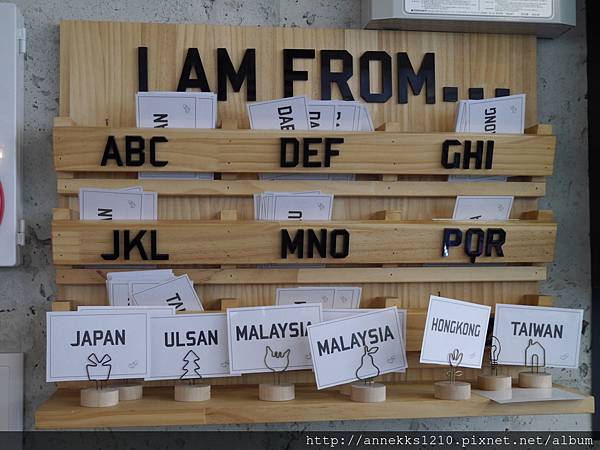 I AM FROM...
ABC DEF GHI
JKL MNO PQR
JAPAN
ULSAN
MALAYSIA
MALAYSIA
HONGKONG
TAIWAN
http://annekks1210.pixnet.net/album